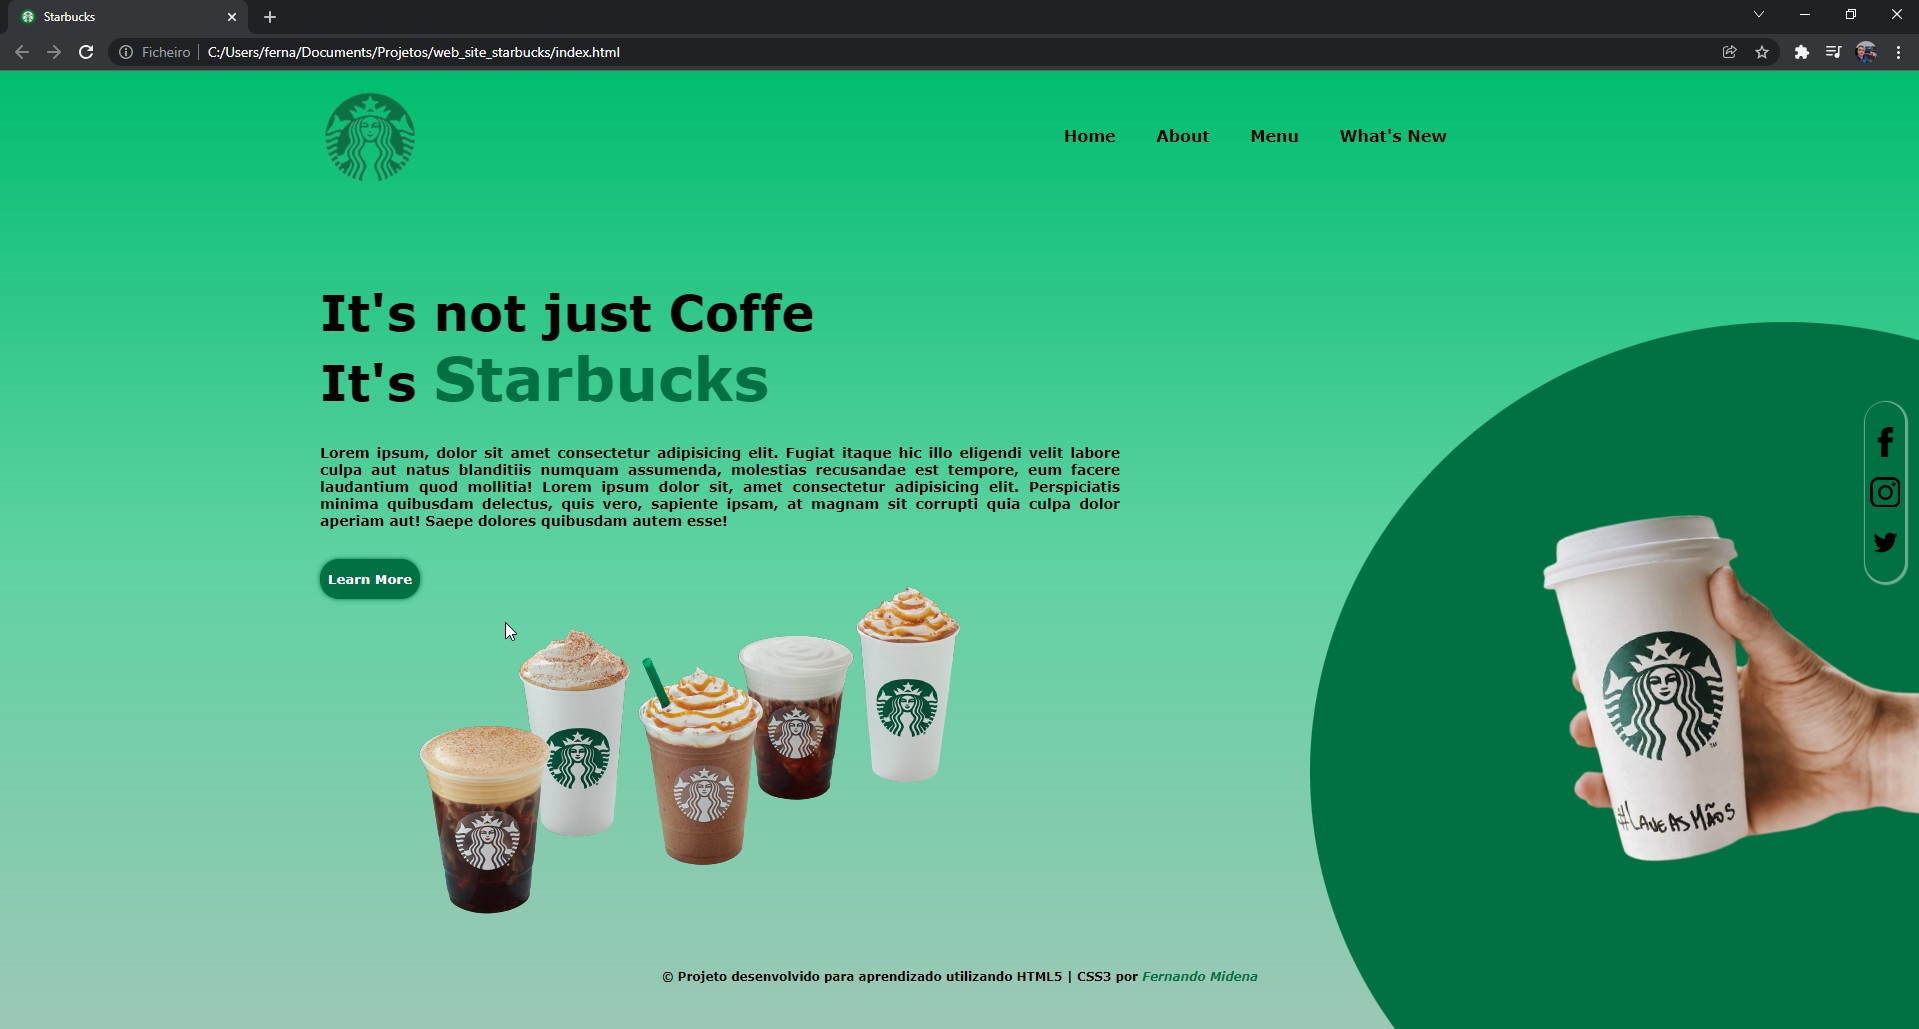 Starbucks
Ficheiro
C:/Users/ferna/Documents/Projetos/web_site_starbucks/index.html
Home About Menu What's New
It's not just Coffe
It's Starbucks
Lorem ipsum, dolor sit amet consectetur adipisicing elit. Fugiat itaque hic illo eligendi velit labore
culpa aut natus blanditiis numquam assumenda, molestias recusandae est tempore, eum facere
laudantium quod mollitia! Lorem ipsum dolor sit, amet consectetur adipisicing elit. Perspiciatis
minima quibusdam delectus, quis vero, sapiente ipsam, at magnam sit corrupti quia culpa dolor
aperiam aut! Saepe dolores quibusdam autem esse!
Learn More
TM
#LAVEASMÃOS
© Projeto desenvolvido para aprendizado utilizando HTML5 | CSS3 por Fernando Midena